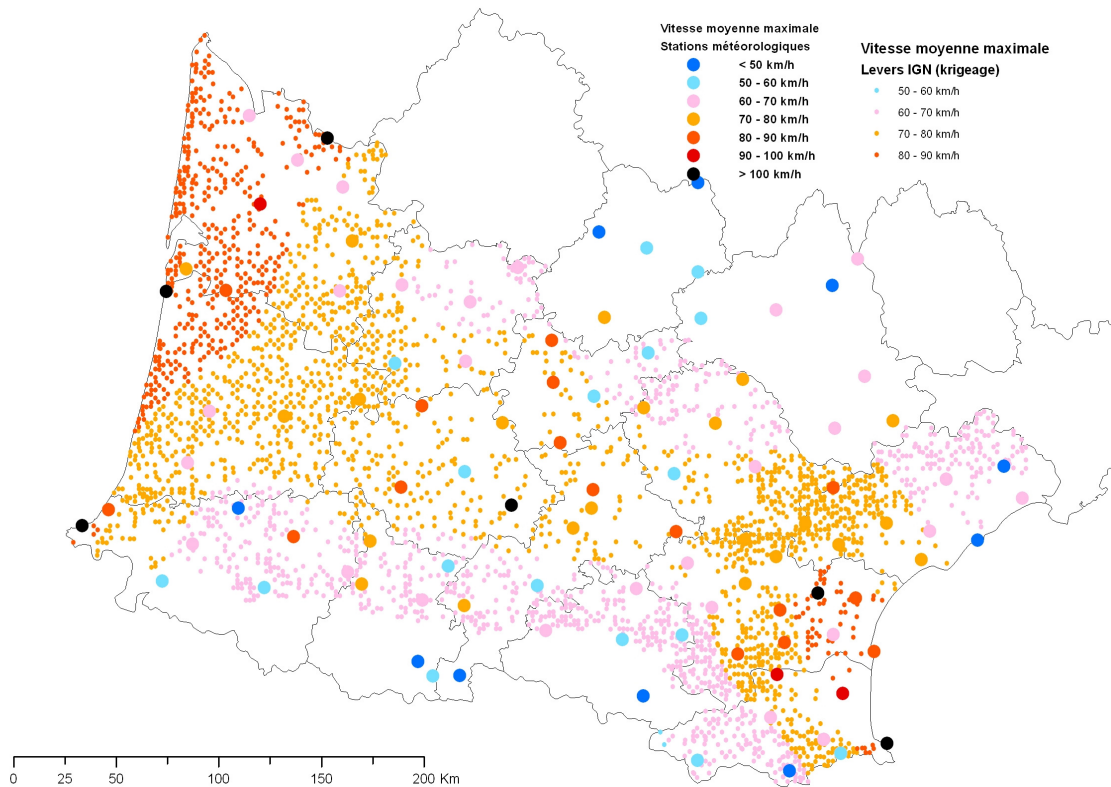 Vitesse moyenne maximale
Stations météorologiques
< 50 km/h
50 - 60 km/h
60 - 70 km/h
70 - 80 km/h
80 - 90 km/h
90 - 100 km/h
> 100 km/h
Vitesse moyenne maximale
Levers IGN (krigeage)
50 - 60 km/h
60 - 70 km/h
70 - 80 km/h
80 - 90 km/h
0 25 50 100 150 200 Km